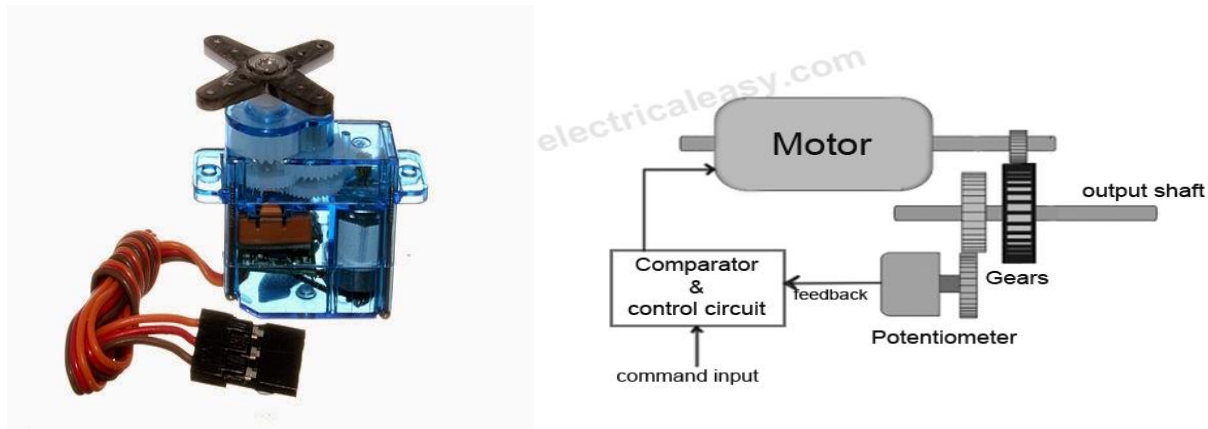 electricaleasy.com
Motor
output shaft
Gears
Comparator
&
control circuit
feedback
Potentiometer
command input